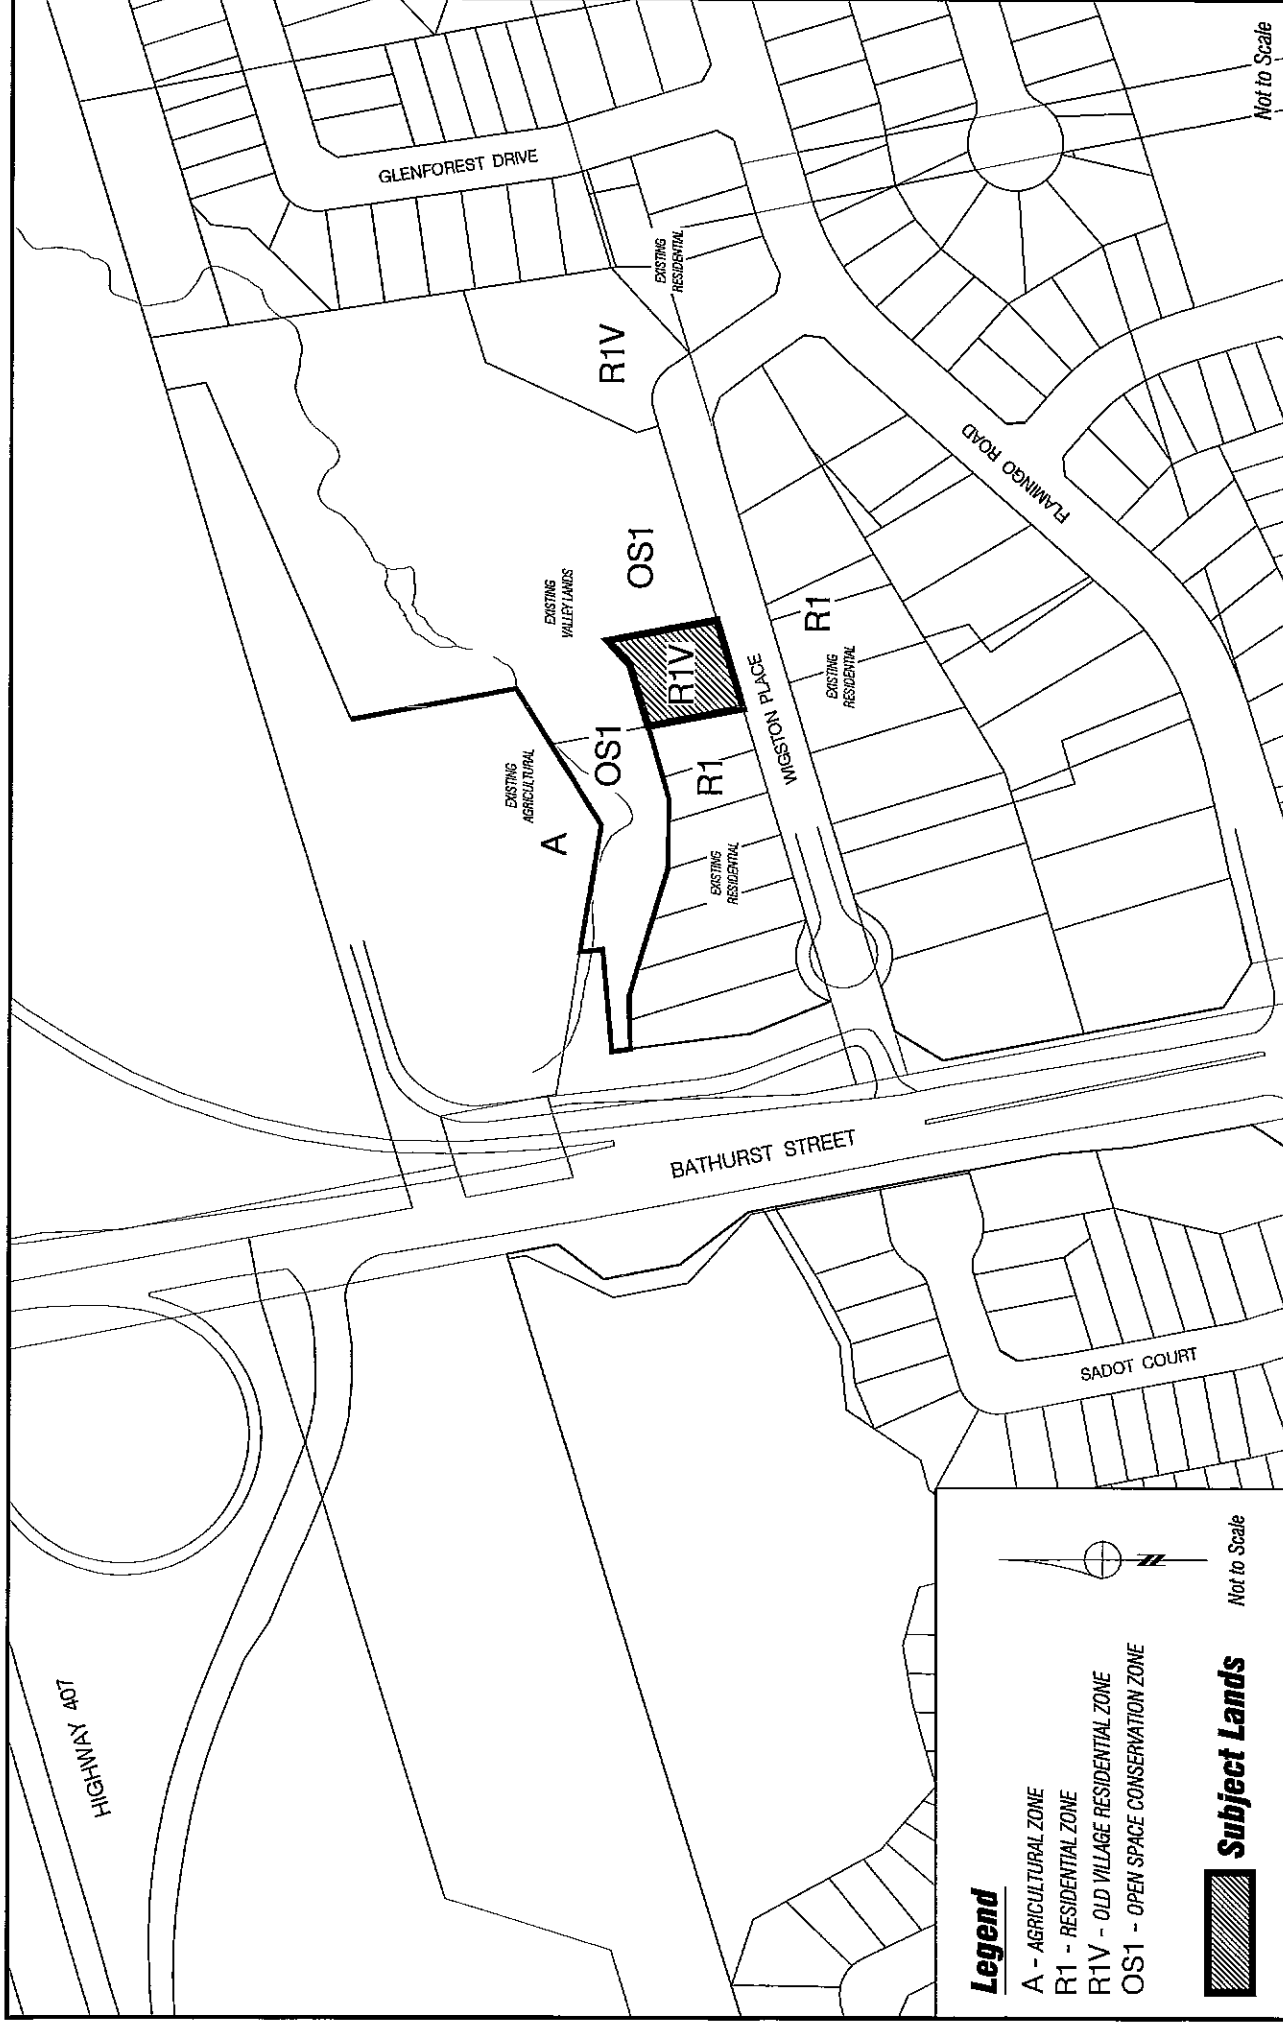 HIGHWAY 407
BATHURST STREET
GLENFOREST DRIVE
EXISTING
AGRICULTURAL
A
EXISTING
VALLEY LANDS
OS1
OS1
R1V
R1V
EXISTING
RESIDENTIAL
R1
EXISTING
RESIDENTIAL
WIGSTON PLACE
R1
EXISTING
RESIDENTIAL
FLAMINGO ROAD
SADOT COURT
Legend
A - AGRICULTURAL ZONE
R1 - RESIDENTIAL ZONE
R1V - OLD VILLAGE RESIDENTIAL ZONE
OS1 - OPEN SPACE CONSERVATION ZONE
N
Subject Lands
Not to Scale
Not to Scale